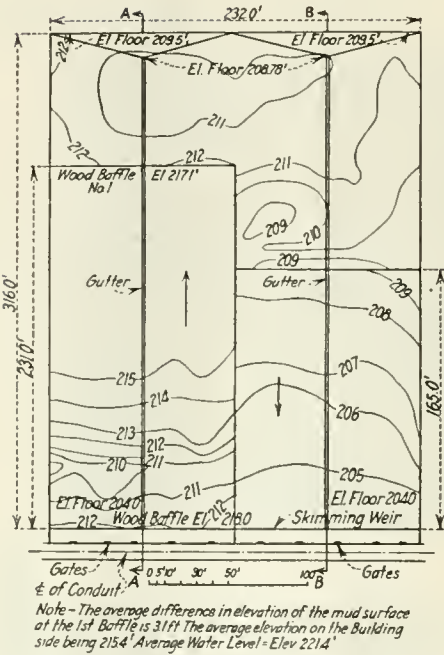 A B
232.0'
212
El Floor 209.5' El Floor 209.5'
El. Floor 208.78'
211
212 212 211
Wood Baffle No.1 El 217.1'
209 210
209
Gutter Gutter
209
208
316.0'
231.0'
165.0'
215 207
214 206
213
212
210 211
205
211
El Floor 204.0' 212 El. Floor 204.0
212 Wood Baffle El. 218.0 Skimming Weir
Gates Gates
℄ of Conduit
A 0 5' 10' 30' 50' 100' B
Note - The average difference in elevation of the mud surface
at the 1st Baffle is 3.1 ft The average elevation on the Building
side being 215.4' Average Water Level = Elev 221.4'